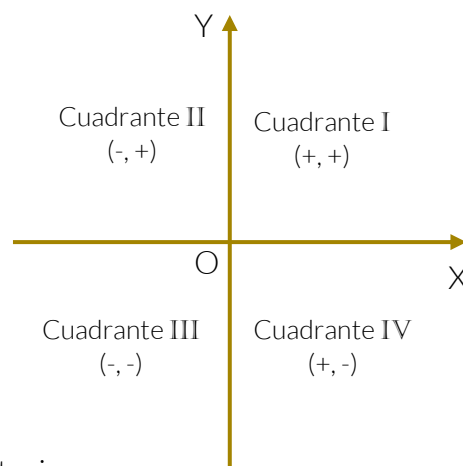 Y
Cuadrante II
(-, +)
Cuadrante I
(+, +)
O
X
Cuadrante III
(-, -)
Cuadrante IV
(+, -)